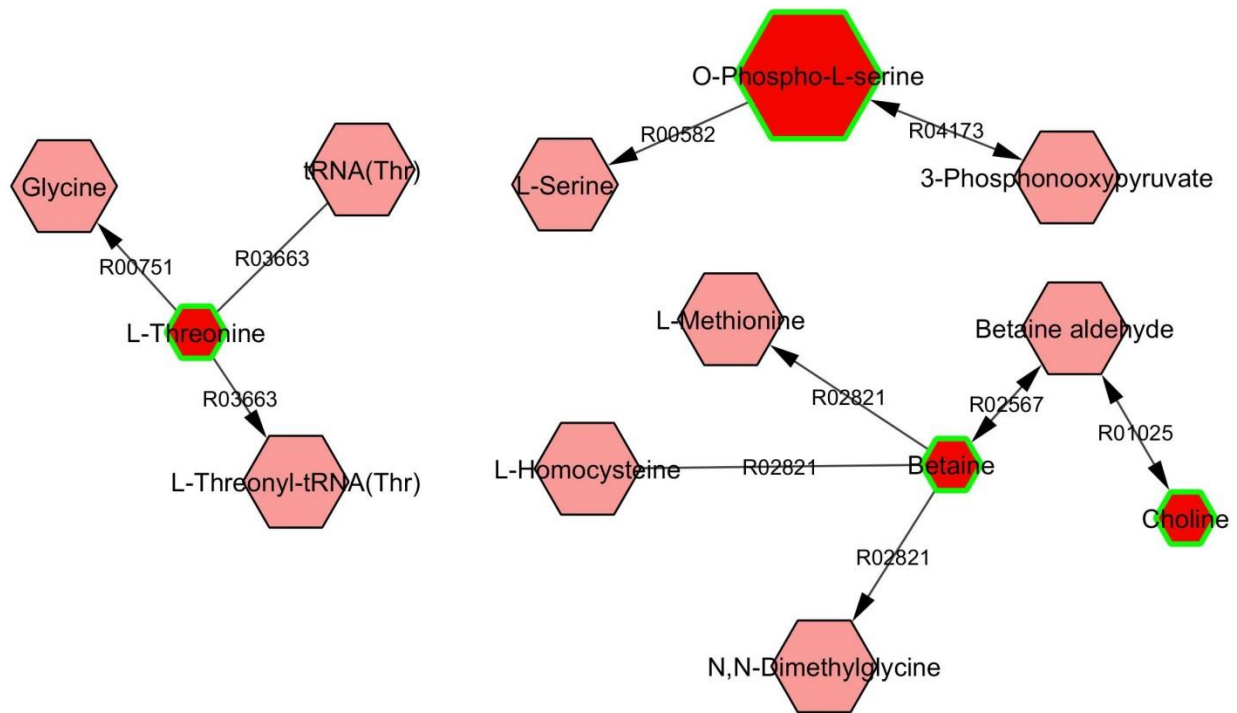 O-Phospho-L-serine
R00582
R04173
L-Serine
3-Phosphonooxypyruvate
Glycine
tRNA(Thr)
R00751
R03663
L-Threonine
R03663
L-Threonyl-tRNA(Thr)
L-Methionine
Betaine aldehyde
R02821
R02567
R01025
L-Homocysteine
R02821
Betaine
Choline
R02821
N,N-Dimethylglycine